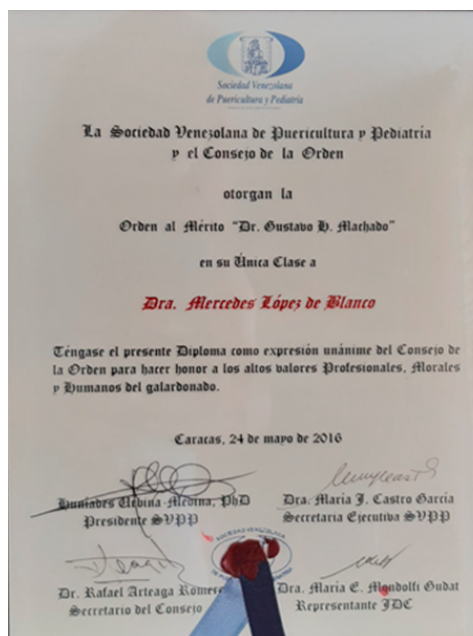 Sociedad Venezolana
de Puericultura y Pediatría
La Sociedad Venezolana de Puericultura y Pediatría
y el Consejo de la Orden
otorgan la
Orden al Mérito "Dr. Gustavo H. Machado"
en su Única Clase a
Dra. Mercedes López de Blanco
Téngase el presente Diploma como expresión unánime del Consejo de
la Orden para hacer honor a los altos valores Profesionales, Morales
y Humanos del galardonado.
Caracas, 24 de mayo de 2016
Huníades Urbina-Medina, PhD
Presidente SVPP
Dra. María J. Castro García
Secretaria Ejecutiva SVPP
SOCIEDAD VENEZOLANA
Dr. Rafael Arteaga Romero
Secretario del Consejo
Dra. María E. Mondolfi Gudat
Representante JDC